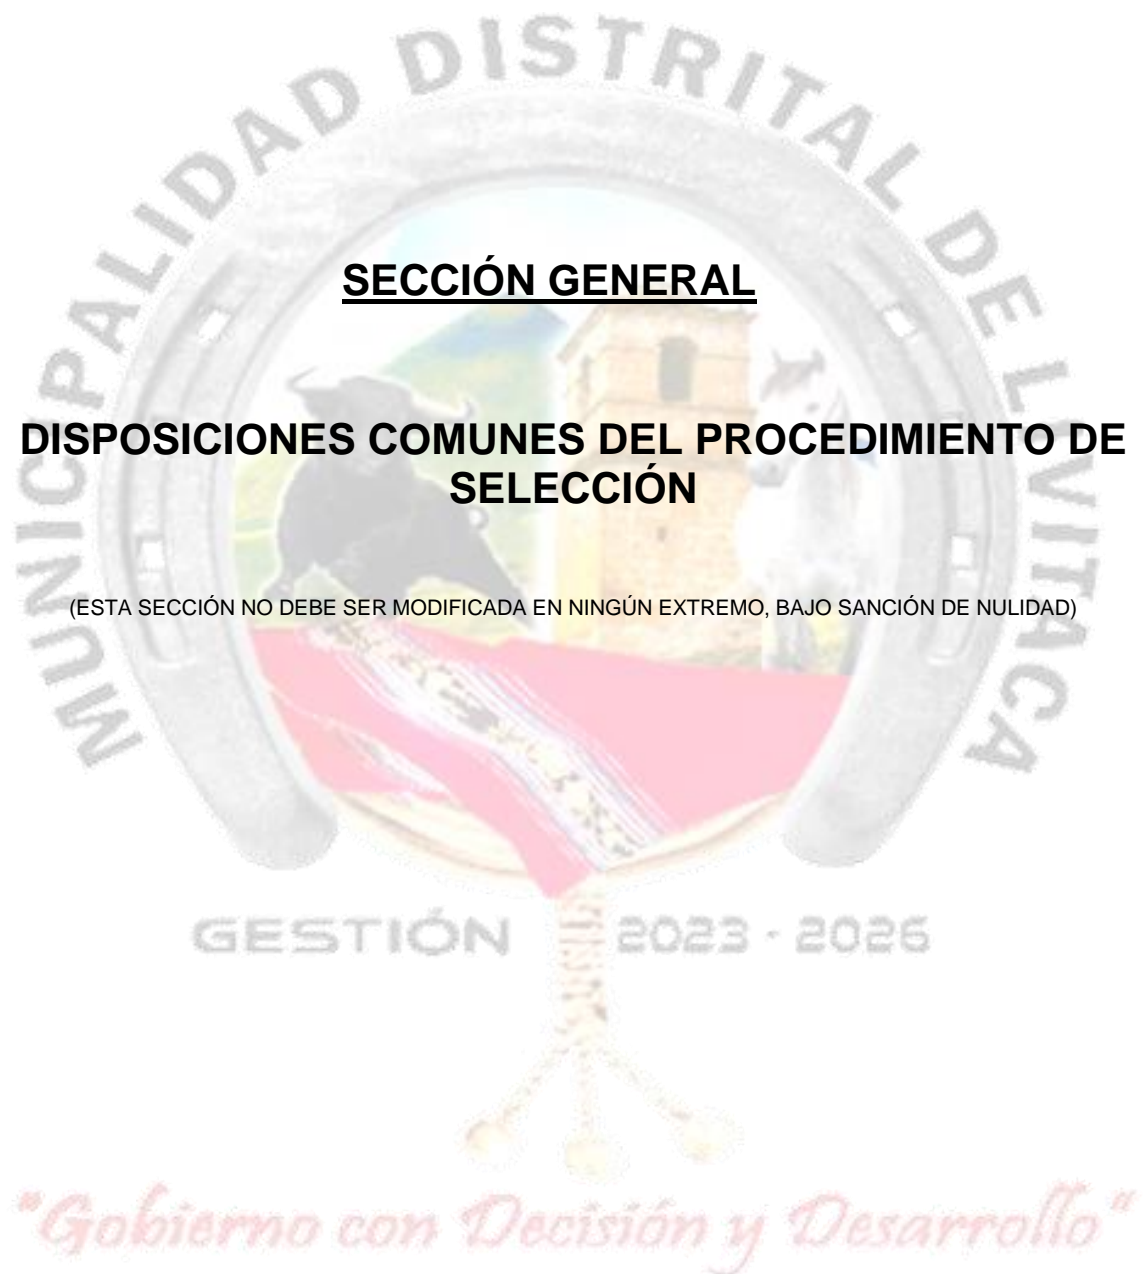 MUNICIPALIDAD DISTRITAL DE LIVITACA
SECCIÓN GENERAL
DISPOSICIONES COMUNES DEL PROCEDIMIENTO DE
SELECCIÓN
(ESTA SECCIÓN NO DEBE SER MODIFICADA EN NINGÚN EXTREMO, BAJO SANCIÓN DE NULIDAD)
GESTIÓN 2023 - 2026
"Gobierno con Decisión y Desarrollo"